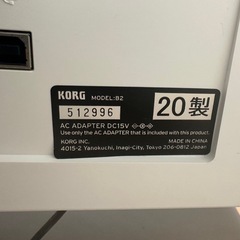 KORG MODEL:B2
512996
20製
AC ADAPTER DC15V
Use only the AC ADAPTER that is included with this product.
KORG INC. MADE IN CHINA
4015-2 Yanokuchi, Inagi-City, Tokyo 206-0812 Japan